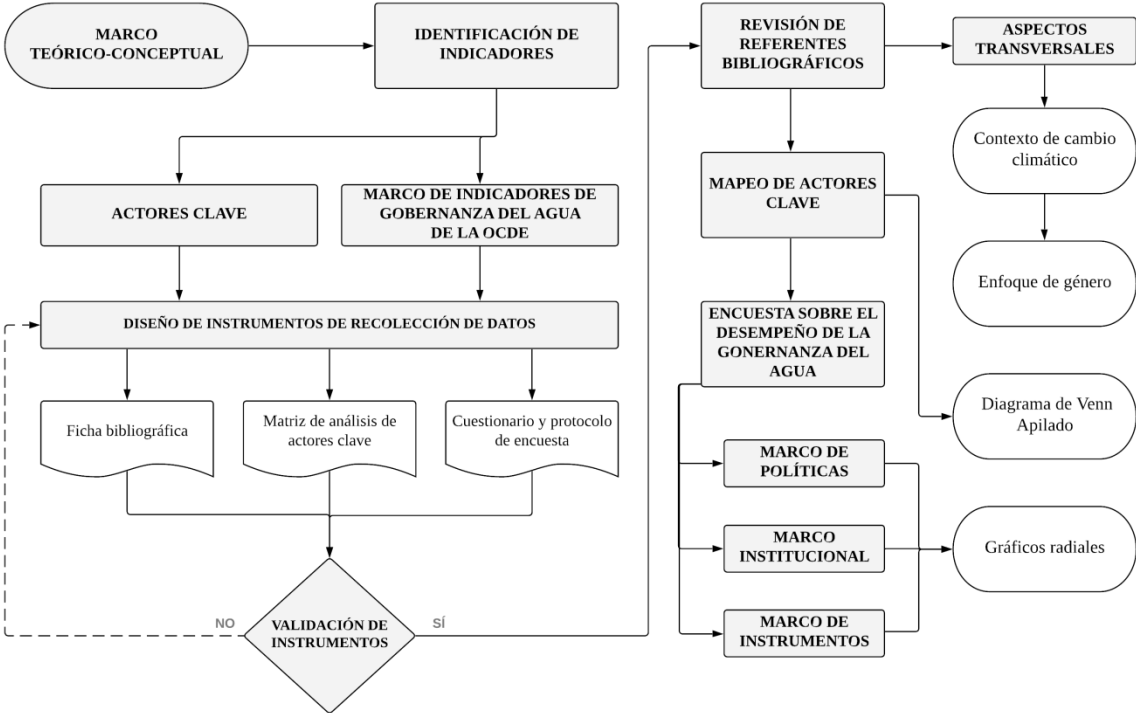 MARCO
TEÓRICO-CONCEPTUAL
IDENTIFICACIÓN DE
INDICADORES
ACTORES CLAVE
MARCO DE INDICADORES DE
GOBERNANZA DEL AGUA
DE LA OCDE
DISEÑO DE INSTRUMENTOS DE RECOLECCIÓN DE DATOS
Ficha bibliográfica
Matriz de análisis de
actores clave
Cuestionario y protocolo
de encuesta
NO
VALIDACIÓN DE
INSTRUMENTOS
SÍ
REVISIÓN DE
REFERENTES
BIBLIOGRÁFICOS
ASPECTOS
TRANSVERSALES
Contexto de cambio
climático
Enfoque de género
MAPEO DE ACTORES
CLAVE
ENCUESTA SOBRE EL
DESEMPEÑO DE LA
GONERNANZA DEL
AGUA
Diagrama de Venn
Apilado
MARCO DE
POLÍTICAS
MARCO
INSTITUCIONAL
MARCO DE
INSTRUMENTOS
Gráficos radiales